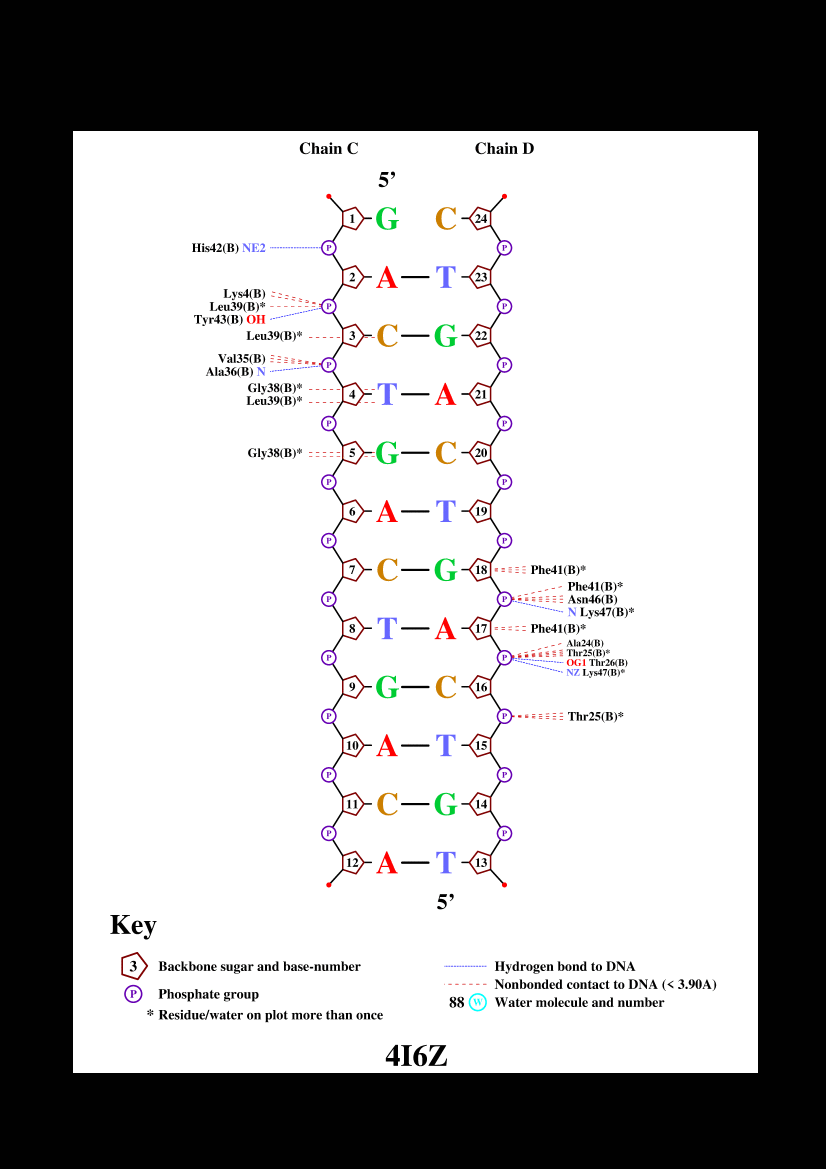 Chain C Chain D
5’
1 G C 24
His42(B) NE2 P P
2 A T 23
Lys4(B)
Leu39(B)* P P
Tyr43(B) OH
Leu39(B)* 3 C G 22
Val35(B)
P P
Ala36(B) N
Gly38(B)*
4 T A 21
Leu39(B)*
P P
Gly38(B)* 5 G C 20
P P
6 A T 19
P P
7 C G 18 Phe41(B)*
Phe41(B)*
P P Asn46(B)
N Lys47(B)*
8 T A 17 Phe41(B)*
Ala24(B)
P P Thr25(B)*
OG1 Thr26(B)
NZ Lys47(B)*
9 G C 16
P P Thr25(B)*
10 A T 15
P P
11 C G 14
P P
12 A T 13
5’
Key
3 Backbone sugar and base-number
P Phosphate group
* Residue/water on plot more than once
Hydrogen bond to DNA
Nonbonded contact to DNA (< 3.90A)
88 W Water molecule and number
4I6Z